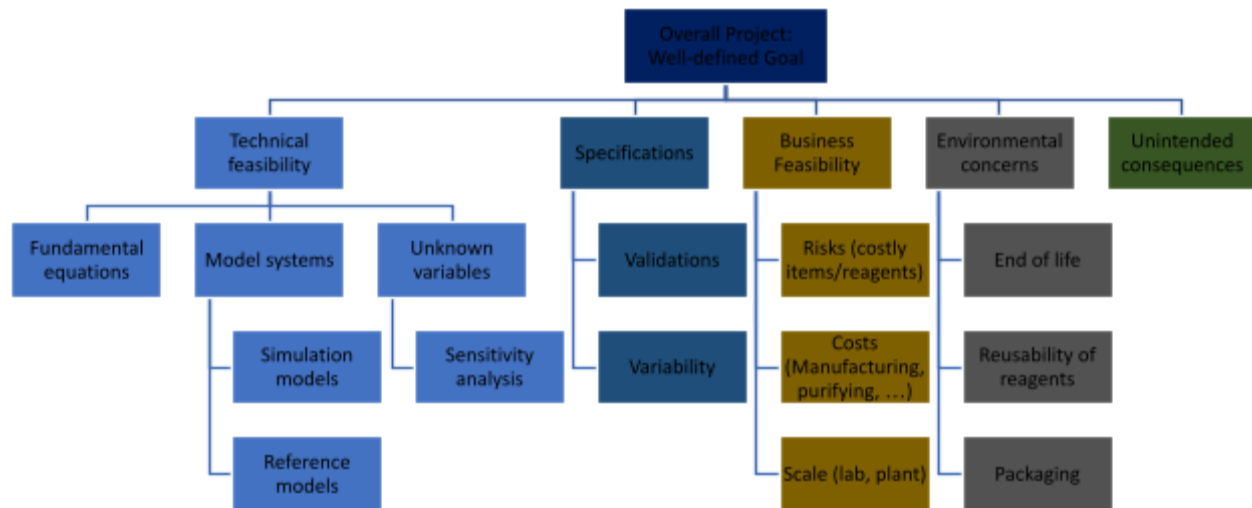 Overall Project:
Well-defined Goal
Technical
feasibility
Specifications
Business
Feasibility
Environmental
concerns
Unintended
consequences
Fundamental
equations
Model systems
Unknown
variables
Validations
Risks (costly
items/reagents)
End of life
Simulation
models
Sensitivity
analysis
Variability
Costs
(Manufacturing,
purifying, ...)
Reusability of
reagents
Reference
models
Scale (lab, plant)
Packaging